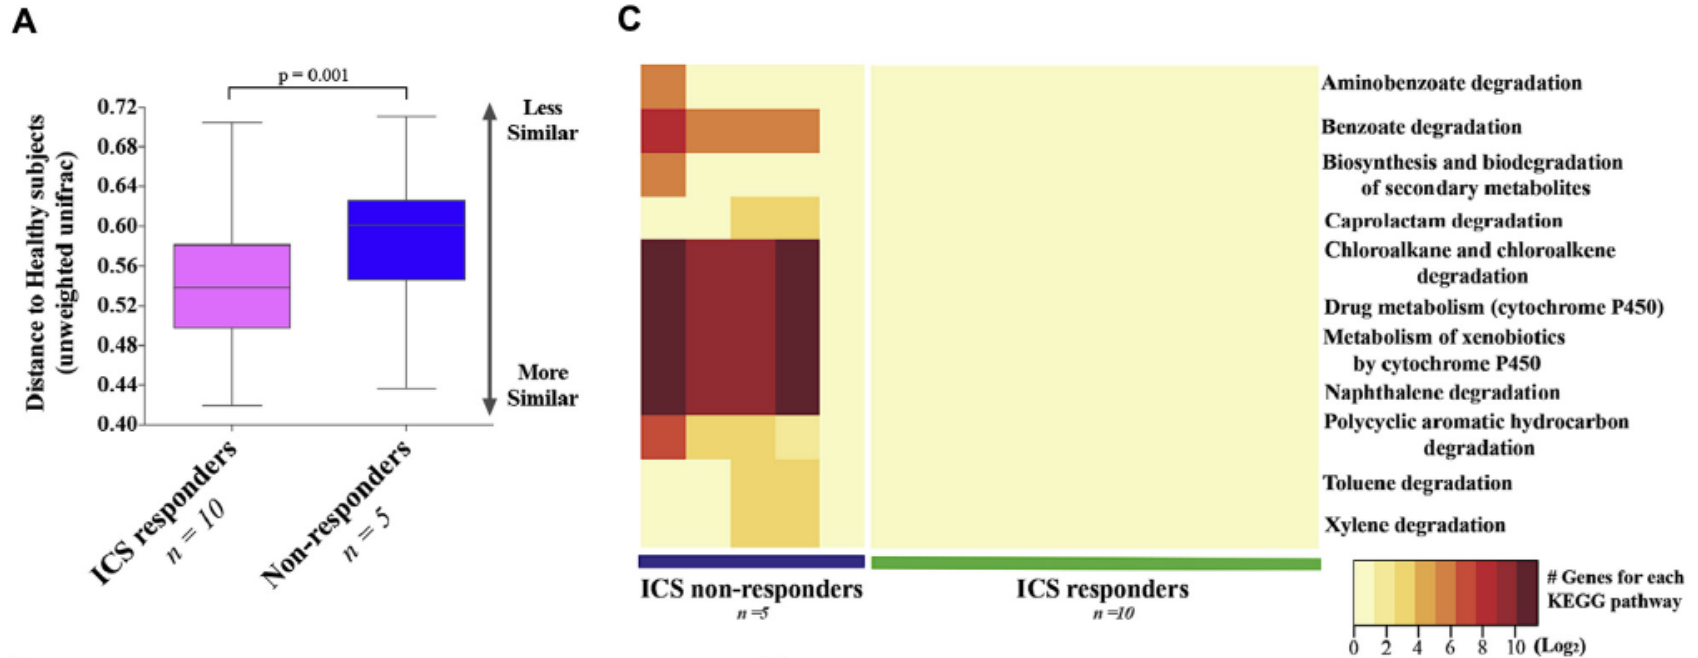 A
p = 0.001
0.72
0.68
0.64
0.60
0.56
0.52
0.48
0.44
0.40
Distance to Healthy subjects
(unweighted unifrac)
Less
Similar
More
Similar
ICS responders
n = 10
Non-responders
n = 5
C
Aminobenzoate degradation
Benzoate degradation
Biosynthesis and biodegradation
of secondary metabolites
Caprolactam degradation
Chloroalkane and chloroalkene
degradation
Drug metabolism (cytochrome P450)
Metabolism of xenobiotics
by cytochrome P450
Naphthalene degradation
Polycyclic aromatic hydrocarbon
degradation
Toluene degradation
Xylene degradation
ICS non-responders
n =5
ICS responders
n =10
# Genes for each
KEGG pathway
0 2 4 6 8 10 (Log2)